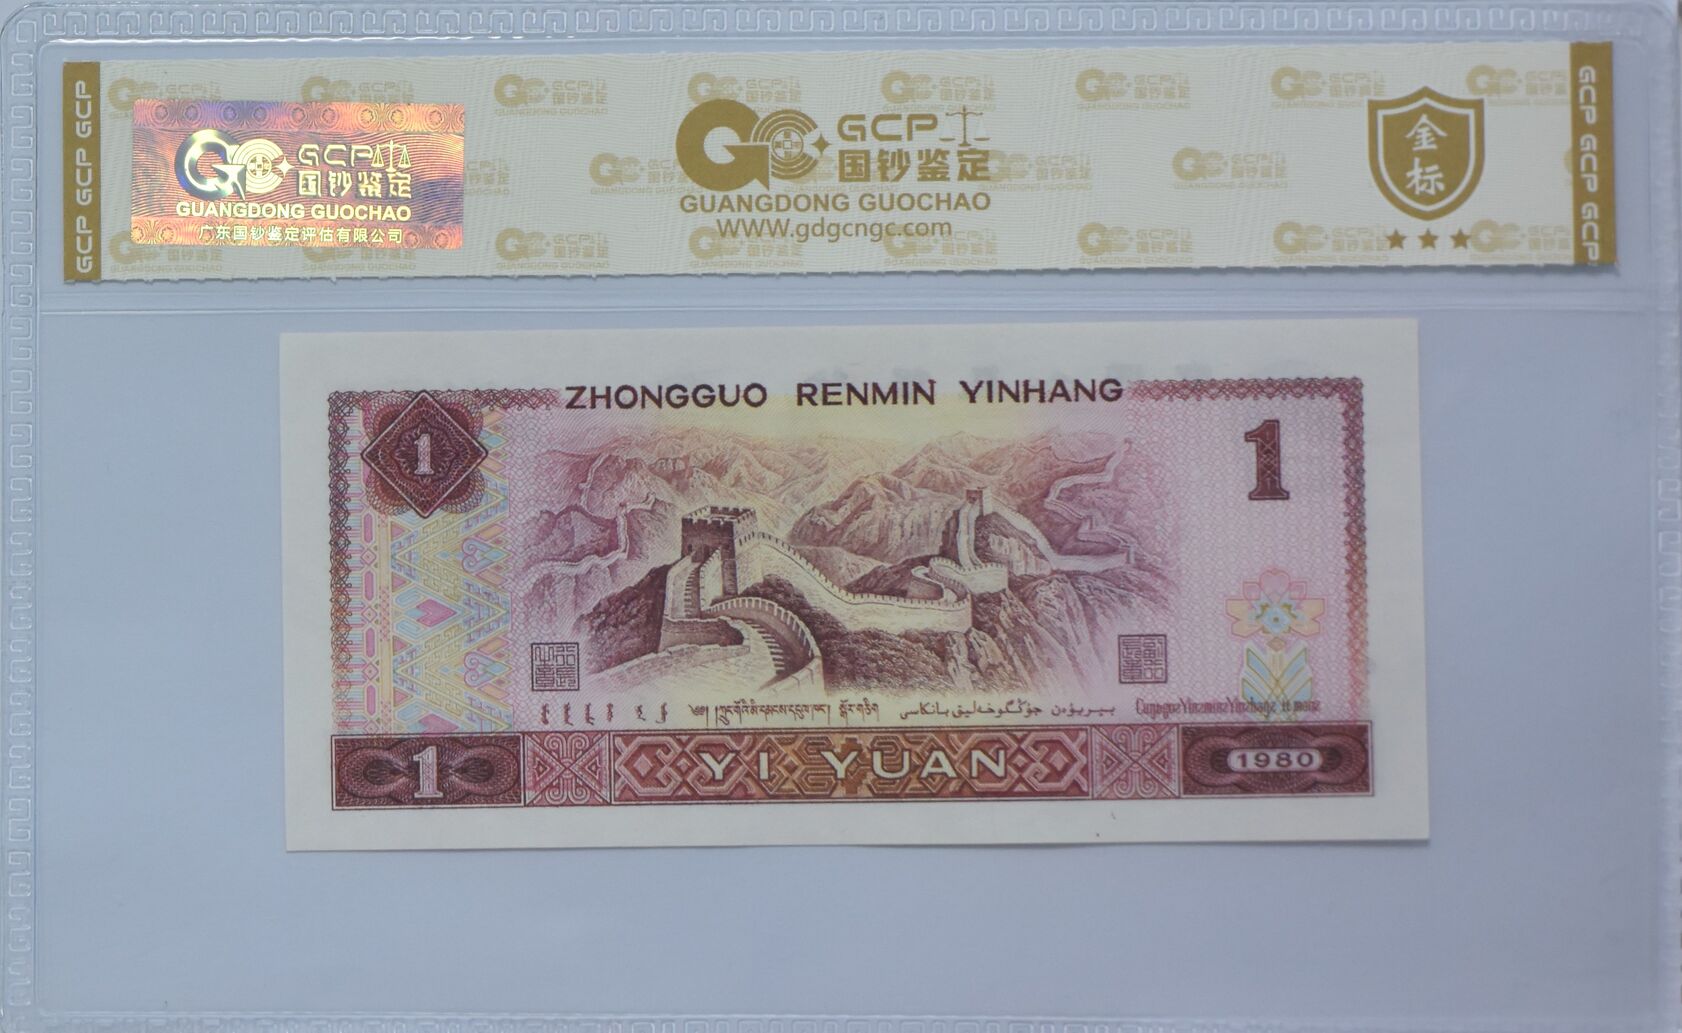 GCP GCP GCP
GCP
国钞鉴定
GUANGDONG GUOCHAO
广东国钞鉴定评估有限公司
GCP
国钞鉴定
GUANGDONG GUOCHAO
WWW.gdgcngc.com
金标
GCP GCP GCP
ZHONGGUO RENMIN YINHANG
1
1
1 YI YUAN 1980